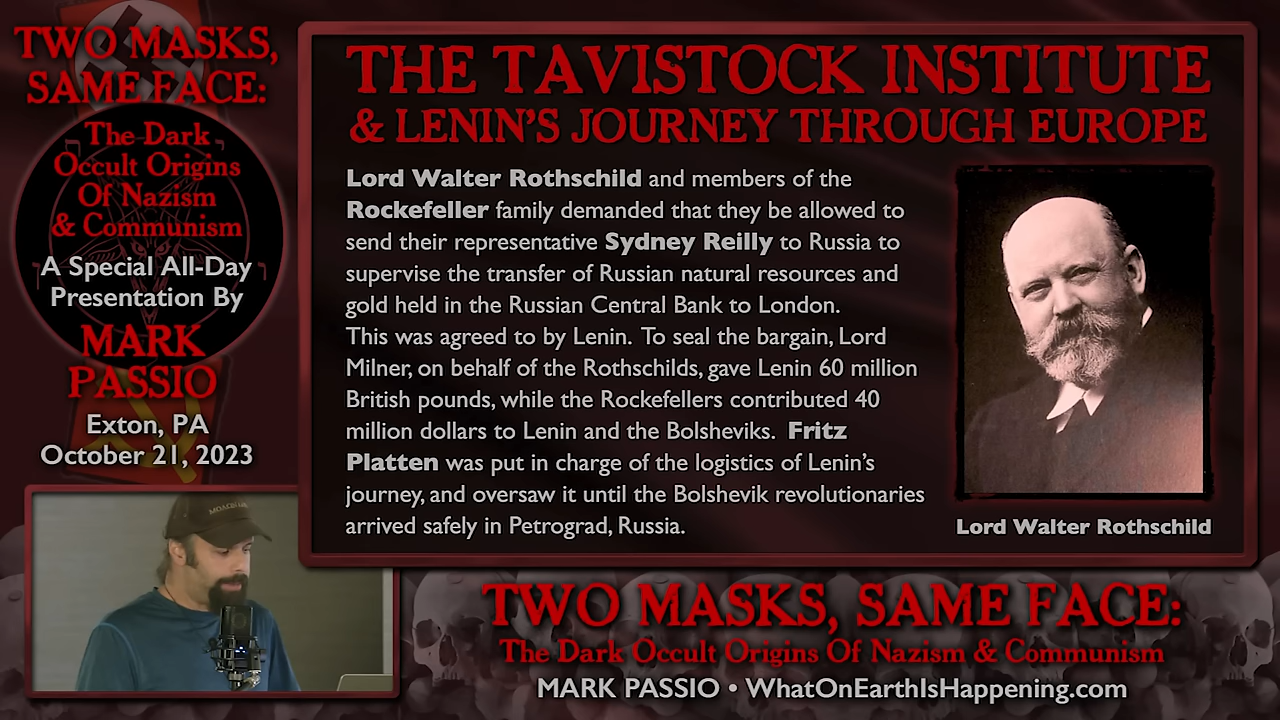 TWO MASKS,
SAME FACE:
The Dark
Occult Origins
Of Nazism
& Communism
A Special All-Day
Presentation By
MARK
PASSIO
Exton, PA
October 21, 2023
THE TAVISTOCK INSTITUTE
& LENIN'S JOURNEY THROUGH EUROPE
Lord Walter Rothschild and members of the
Rockefeller family demanded that they be allowed to
send their representative Sydney Reilly to Russia to
supervise the transfer of Russian natural resources and
gold held in the Russian Central Bank to London.
This was agreed to by Lenin. To seal the bargain, Lord
Milner, on behalf of the Rothschilds, gave Lenin 60 million
British pounds, while the Rockefellers contributed 40
million dollars to Lenin and the Bolsheviks. Fritz
Platten was put in charge of the logistics of Lenin's
journey, and oversaw it until the Bolshevik revolutionaries
arrived safely in Petrograd, Russia.
Lord Walter Rothschild
TWO MASKS, SAME FACE:
The Dark Occult Origins Of Nazism & Communism
MARK PASSIO • WhatOnEarthIsHappening.com